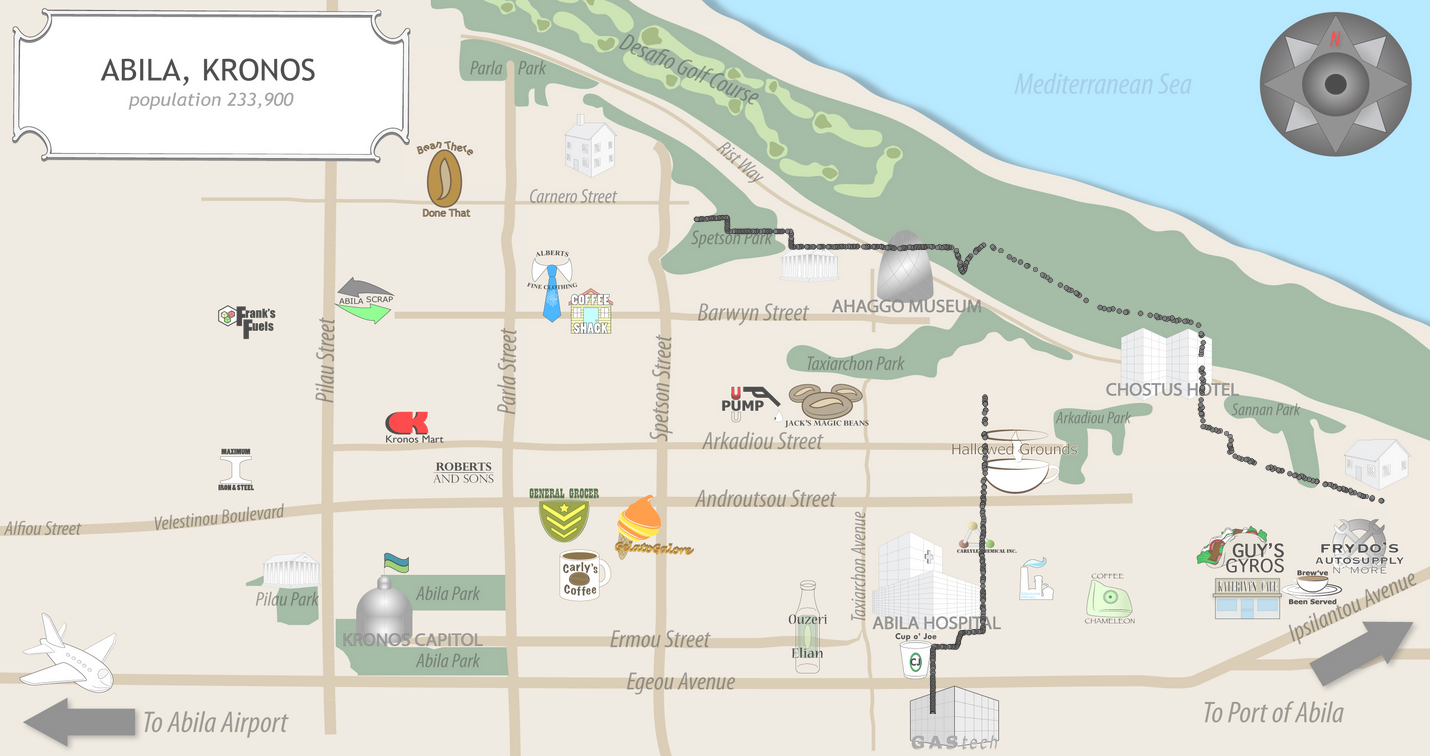 ABILA, KRONOS
population 233,900
N
Mediterranean Sea
Desafio Golf Course
Parla Park
Rist Way
Bean There
Done That
Carnero Street
Spetson Park
ALBERTS
FINE CLOTHING
ABILA SCRAP
Frank's
Fuels
COFFEE
SHACK
Barwyn Street
AHAGGO MUSEUM
Pilau Street
Parla Street
Spetson Street
Taxiarchon Park
CHOSTUS HOTEL
U
PUMP
U
JACK'S MAGIC BEANS
Arkadiou Park
Sannan Park
Kronos Mart
Arkadiou Street
Hallowed Grounds
MAXIMUM
IRON & STEEL
ROBERTS
AND SONS
GENERAL GROCER
Androutsou Street
Alfiou Street
Velestinou Boulevard
GelatoGalore
Taxiarchon Avenue
CARLYLE CHEMICAL INC.
GUY'S
GYROS
FRYDO'S
AUTOSUPPLY
N' MORE
Carly's
Coffee
COFFEE
CHAMELEON
KATERINA'S CAFÉ
Brew've
Been Served
Pilau Park
Abila Park
Ouzeri
Elian
ABILA HOSPITAL
Ipsilantou Avenue
KRONOS CAPITOL
Ermou Street
Cup o' Joe
CJ
Abila Park
Egeou Avenue
To Abila Airport
To Port of Abila
GAStech